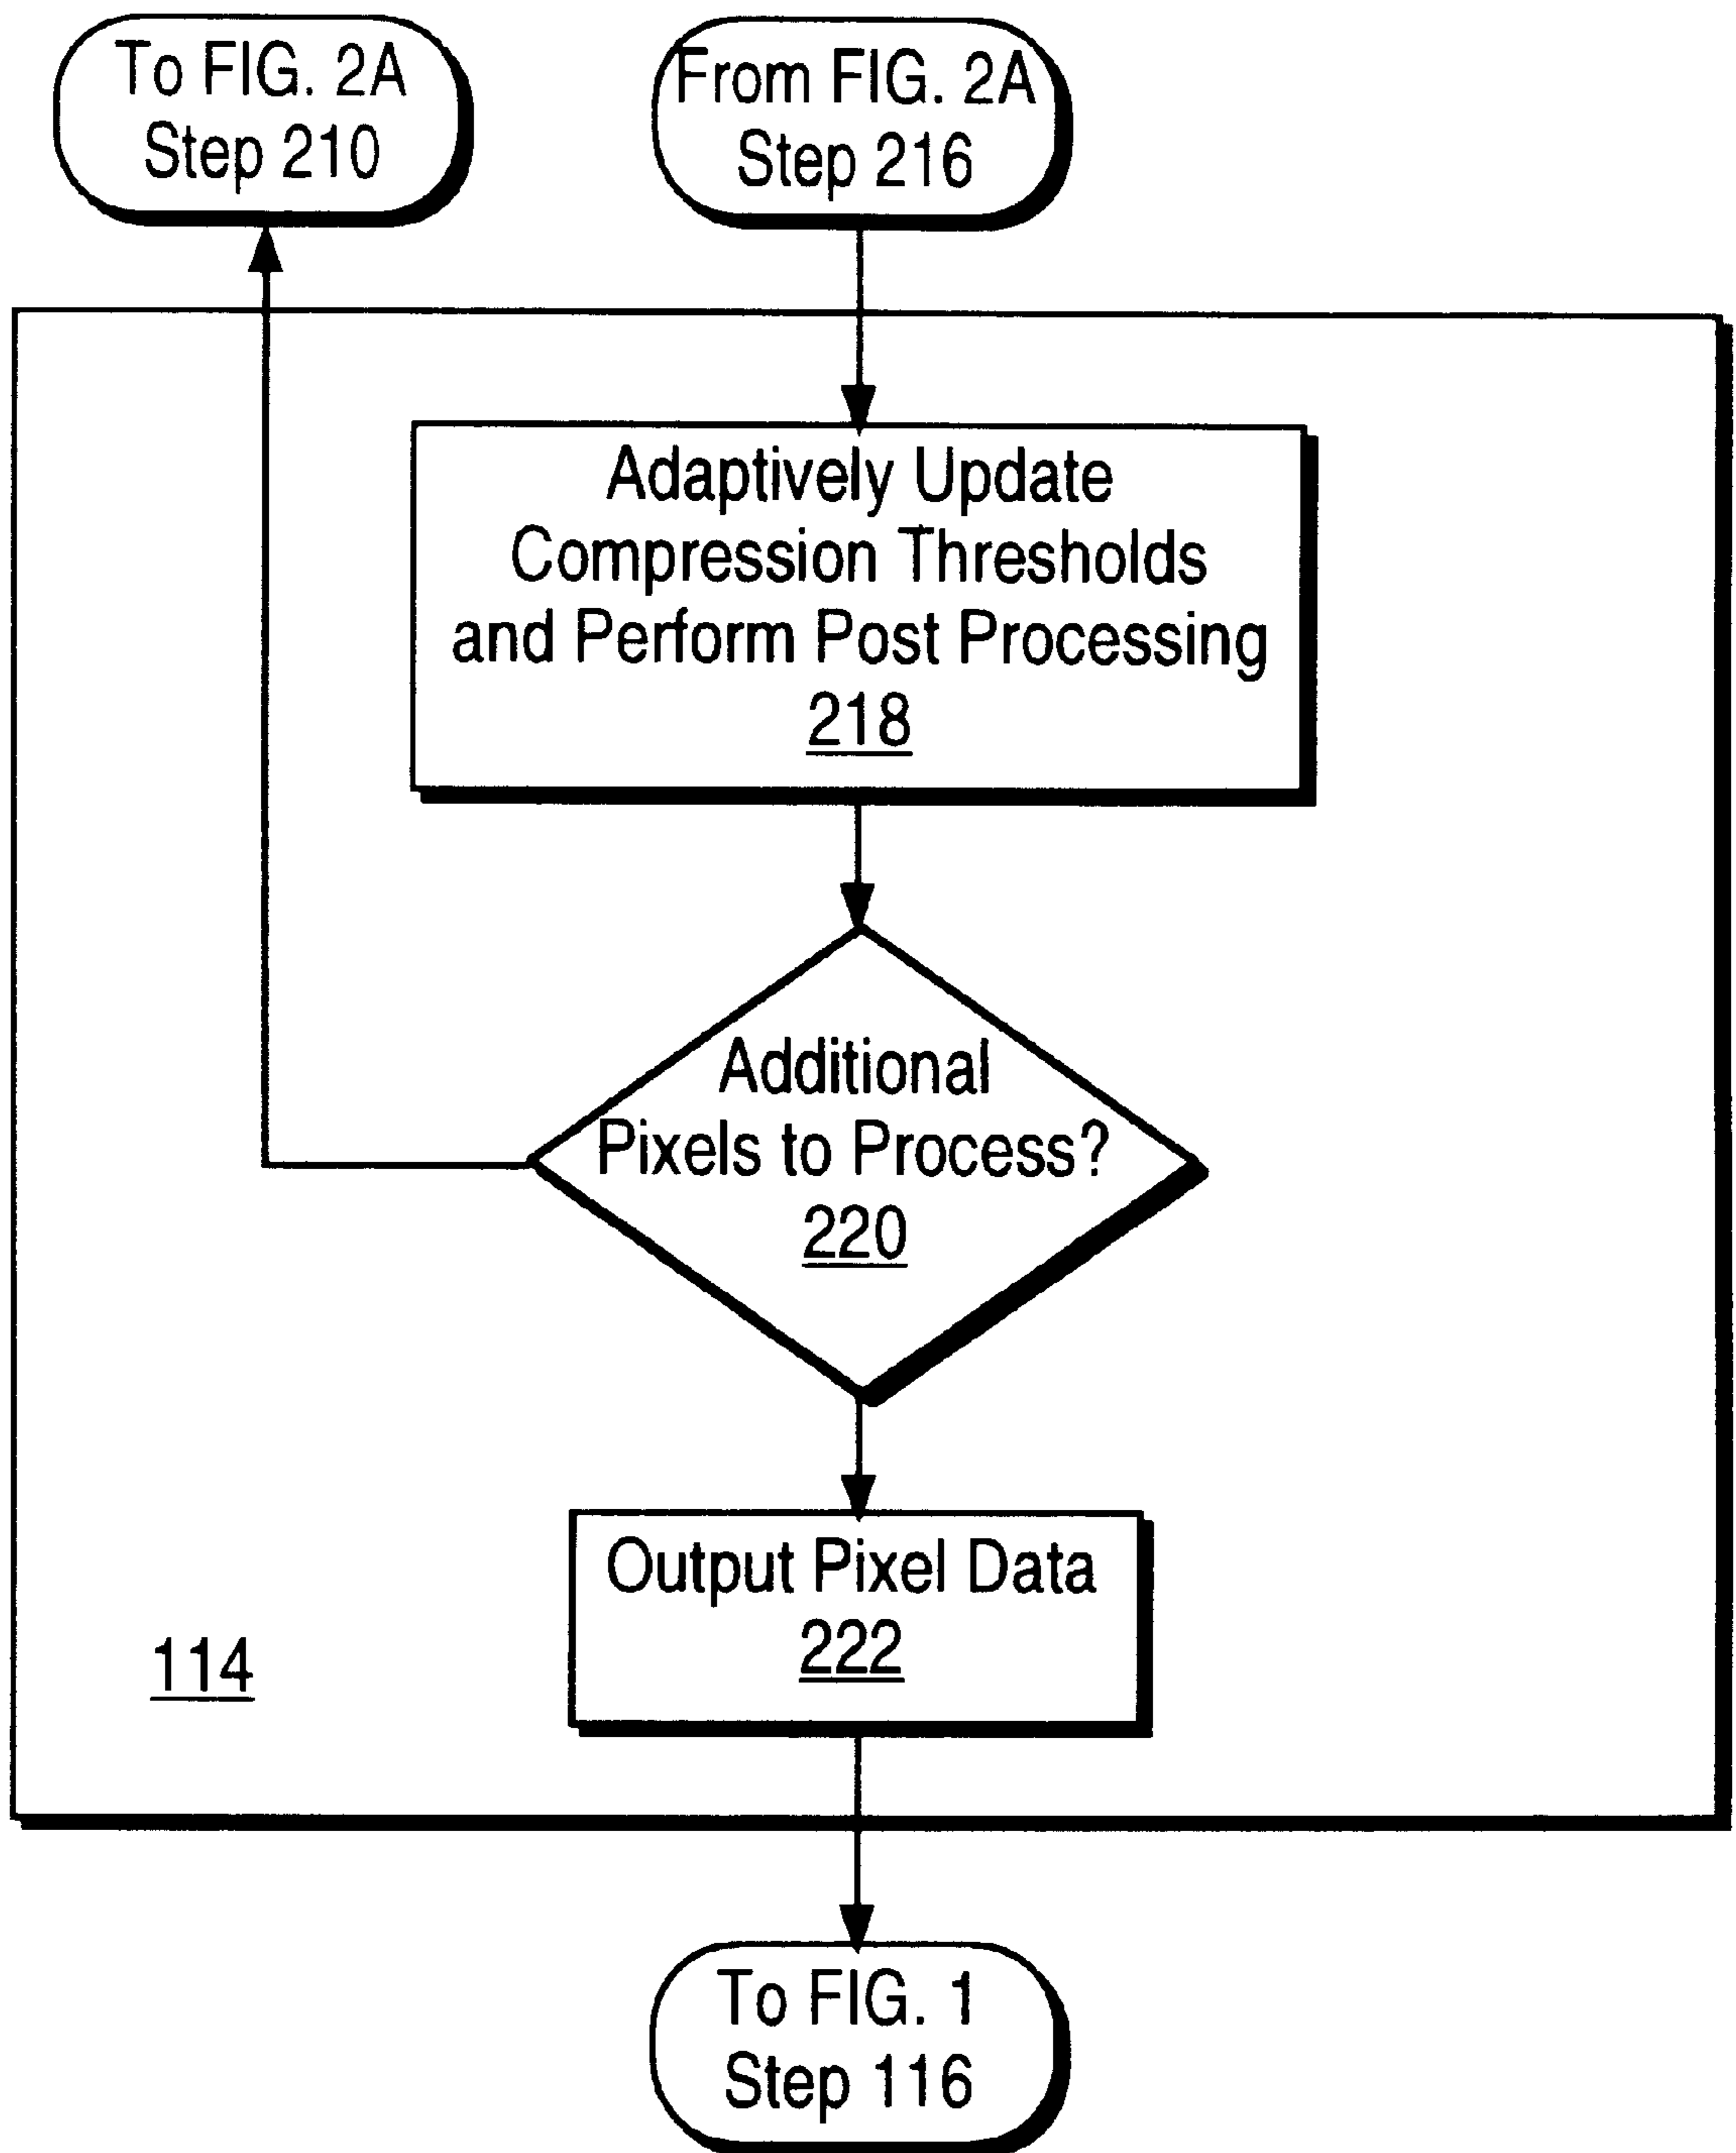 To FIG. 2A
Step 210
From FIG. 2A
Step 216
Adaptively Update
Compression Thresholds
and Perform Post Processing
218
Additional
Pixels to Process?
220
Output Pixel Data
222
114
To FIG. 1
Step 116